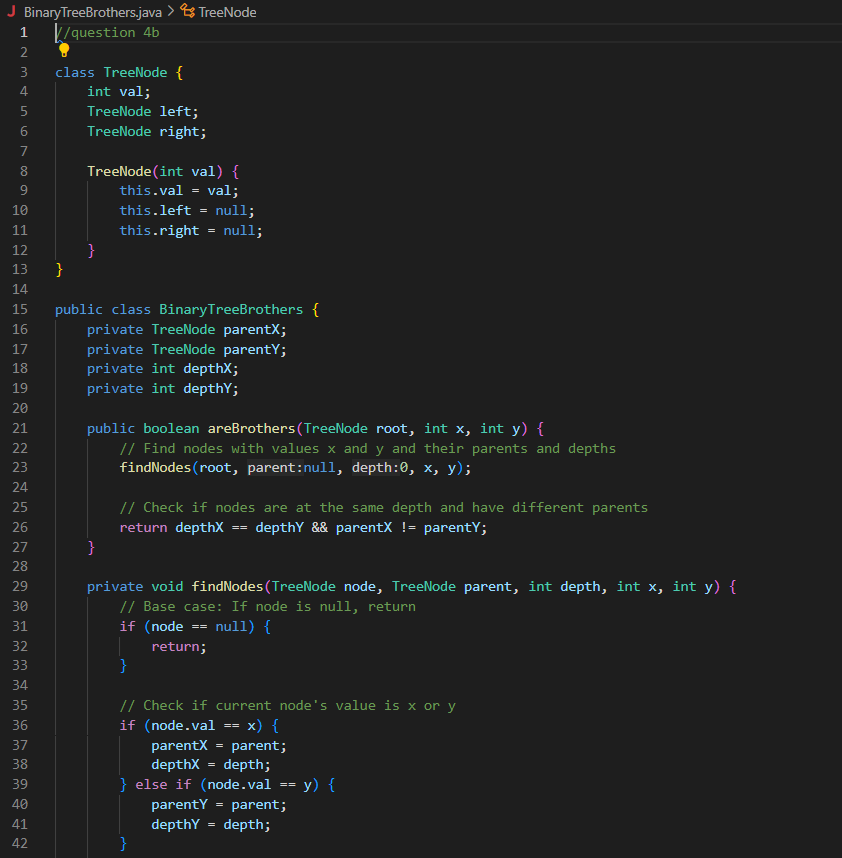 BinaryTreeBrothers.java > TreeNode
1 //question 4b
2
3 class TreeNode {
4     int val;
5     TreeNode left;
6     TreeNode right;
7
8     TreeNode(int val) {
9         this.val = val;
10         this.left = null;
11         this.right = null;
12     }
13 }
14
15 public class BinaryTreeBrothers {
16     private TreeNode parentX;
17     private TreeNode parentY;
18     private int depthX;
19     private int depthY;
20
21     public boolean areBrothers(TreeNode root, int x, int y) {
22         // Find nodes with values x and y and their parents and depths
23         findNodes(root, parent:null, depth:0, x, y);
24
25         // Check if nodes are at the same depth and have different parents
26         return depthX == depthY && parentX != parentY;
27     }
28
29     private void findNodes(TreeNode node, TreeNode parent, int depth, int x, int y) {
30         // Base case: If node is null, return
31         if (node == null) {
32             return;
33         }
34
35         // Check if current node's value is x or y
36         if (node.val == x) {
37             parentX = parent;
38             depthX = depth;
39         } else if (node.val == y) {
40             parentY = parent;
41             depthY = depth;
42         }